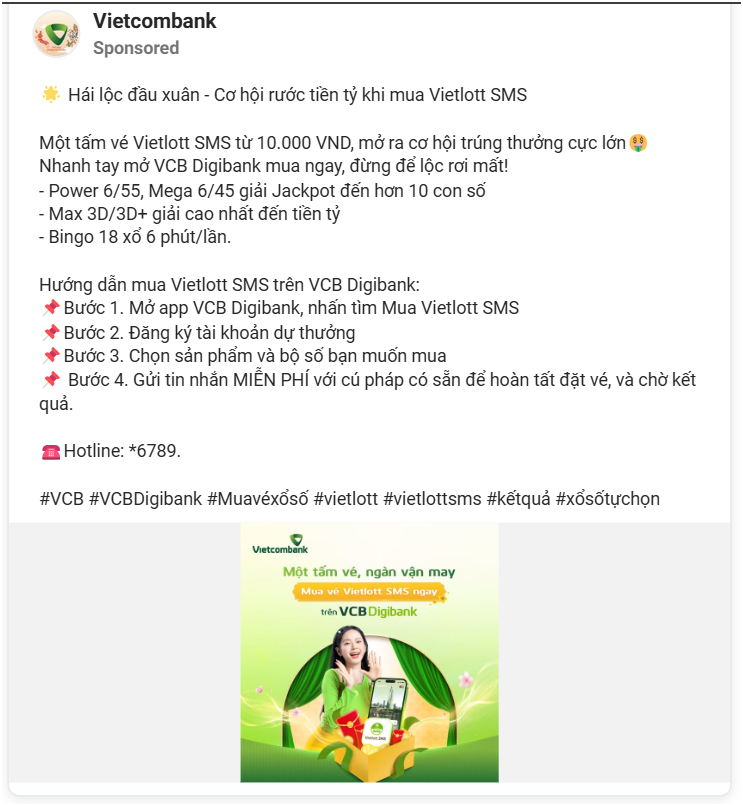 Vietcombank
Sponsored
🌟 Hái lộc đầu xuân - Cơ hội rước tiền tỷ khi mua Vietlott SMS
Một tấm vé Vietlott SMS từ 10.000 VND, mở ra cơ hội trúng thưởng cực lớn🤑
Nhanh tay mở VCB Digibank mua ngay, đừng để lộc rơi mất!
- Power 6/55, Mega 6/45 giải Jackpot đến hơn 10 con số
- Max 3D/3D+ giải cao nhất đến tiền tỷ
- Bingo 18 xổ 6 phút/lần.
Hướng dẫn mua Vietlott SMS trên VCB Digibank:
📌Bước 1. Mở app VCB Digibank, nhấn tìm Mua Vietlott SMS
📌Bước 2. Đăng ký tài khoản dự thưởng
📌Bước 3. Chọn sản phẩm và bộ số bạn muốn mua
📌 Bước 4. Gửi tin nhắn MIỄN PHÍ với cú pháp có sẵn để hoàn tất đặt vé, và chờ kết
quả.
☎️Hotline: *6789.
#VCB #VCBDigibank #Muavéxổsố #vietlott #vietlottsms #kếtquả #xổsốtựchọn
Vietcombank
Một tấm vé, ngàn vận may
Mua vé Vietlott SMS ngay
trên VCB Digibank